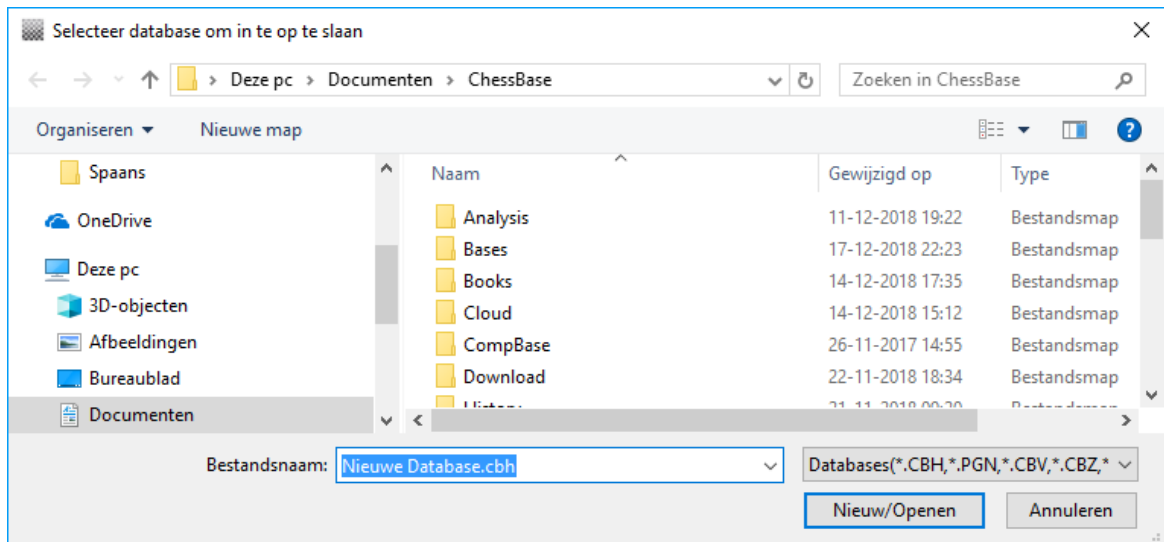 Selecteer database om in te op te slaan
Deze pc > Documenten > ChessBase
Zoeken in ChessBase
Organiseren
Nieuwe map
Naam
Gewijzigd op
Type
Spaans
OneDrive
Deze pc
3D-objecten
Afbeeldingen
Bureaublad
Documenten
Analysis 11-12-2018 19:22 Bestandsmap
Bases 17-12-2018 22:23 Bestandsmap
Books 14-12-2018 17:35 Bestandsmap
Cloud 14-12-2018 15:12 Bestandsmap
CompBase 26-11-2017 14:55 Bestandsmap
Download 22-11-2018 18:34 Bestandsmap
Bestandsnaam: Nieuwe Database.cbh
Databases(*.CBH,*.PGN,*.CBV,*.CBZ,*
Nieuw/Openen
Annuleren